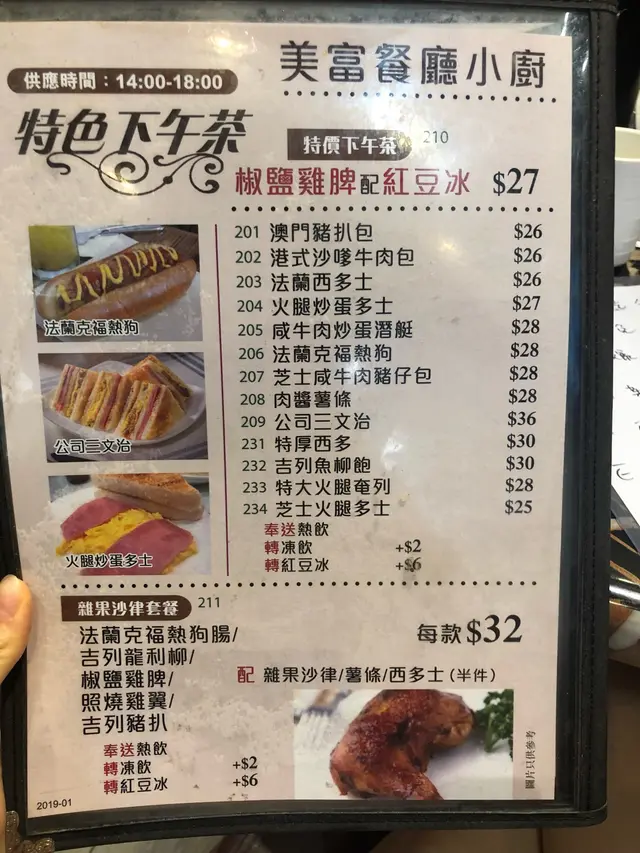 美富餐廳小廚
供應時間：14:00-18:00
特色下午茶
特價下午茶 210
椒鹽雞脾配紅豆冰 $27
201 澳門豬扒包 $26
202 港式沙嗲牛肉包 $26
203 法蘭西多士 $26
204 火腿炒蛋多士 $27
205 咸牛肉炒蛋潛艇 $28
206 法蘭克福熱狗 $28
207 芝士咸牛肉豬仔包 $28
208 肉醬薯條 $28
209 公司三文治 $36
231 特厚西多 $30
232 吉列魚柳飽 $30
233 特大火腿奄列 $28
234 芝士火腿多士 $25
奉送熱飲
轉凍飲 +$2
轉紅豆冰 +$6
法蘭克福熱狗
公司三文治
火腿炒蛋多士
雜果沙律套餐 211
法蘭克福熱狗腸/
吉列龍利柳/
椒鹽雞脾/
照燒雞翼/
吉列豬扒
每款$32
配 雜果沙律/薯條/西多士(半件)
奉送熱飲
轉凍飲 +$2
轉紅豆冰 +$6
圖片只供參考
2019-01